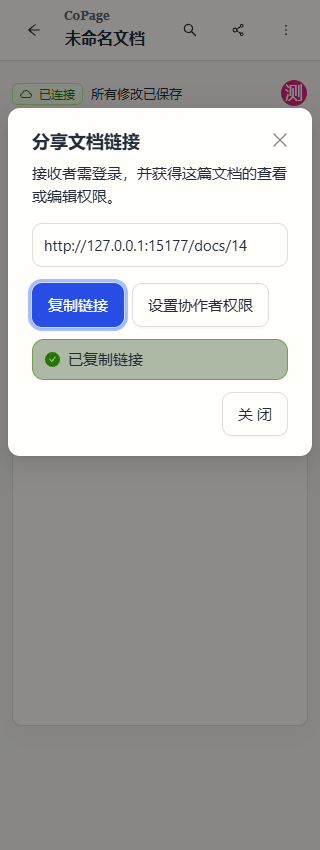 CoPage
未命名文档
已连接 所有修改已保存
测
分享文档链接
接收者需登录，并获得这篇文档的查看
或编辑权限。
http://127.0.0.1:15177/docs/14
复制链接 设置协作者权限
已复制链接
关 闭